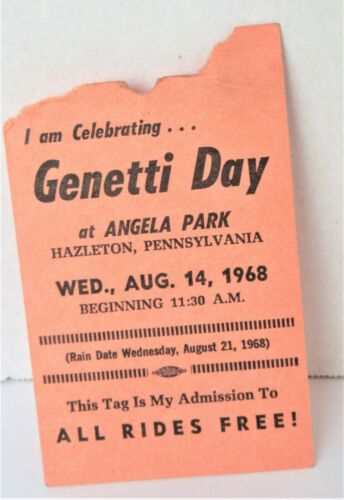 I am Celebrating . . .
Genetti Day
at ANGELA PARK
HAZLETON, PENNSYLVANIA
WED., AUG. 14, 1968
BEGINNING 11:30 A.M.
(Rain Date Wednesday, August 21, 1968)
This Tag Is My Admission To
ALL RIDES FREE!